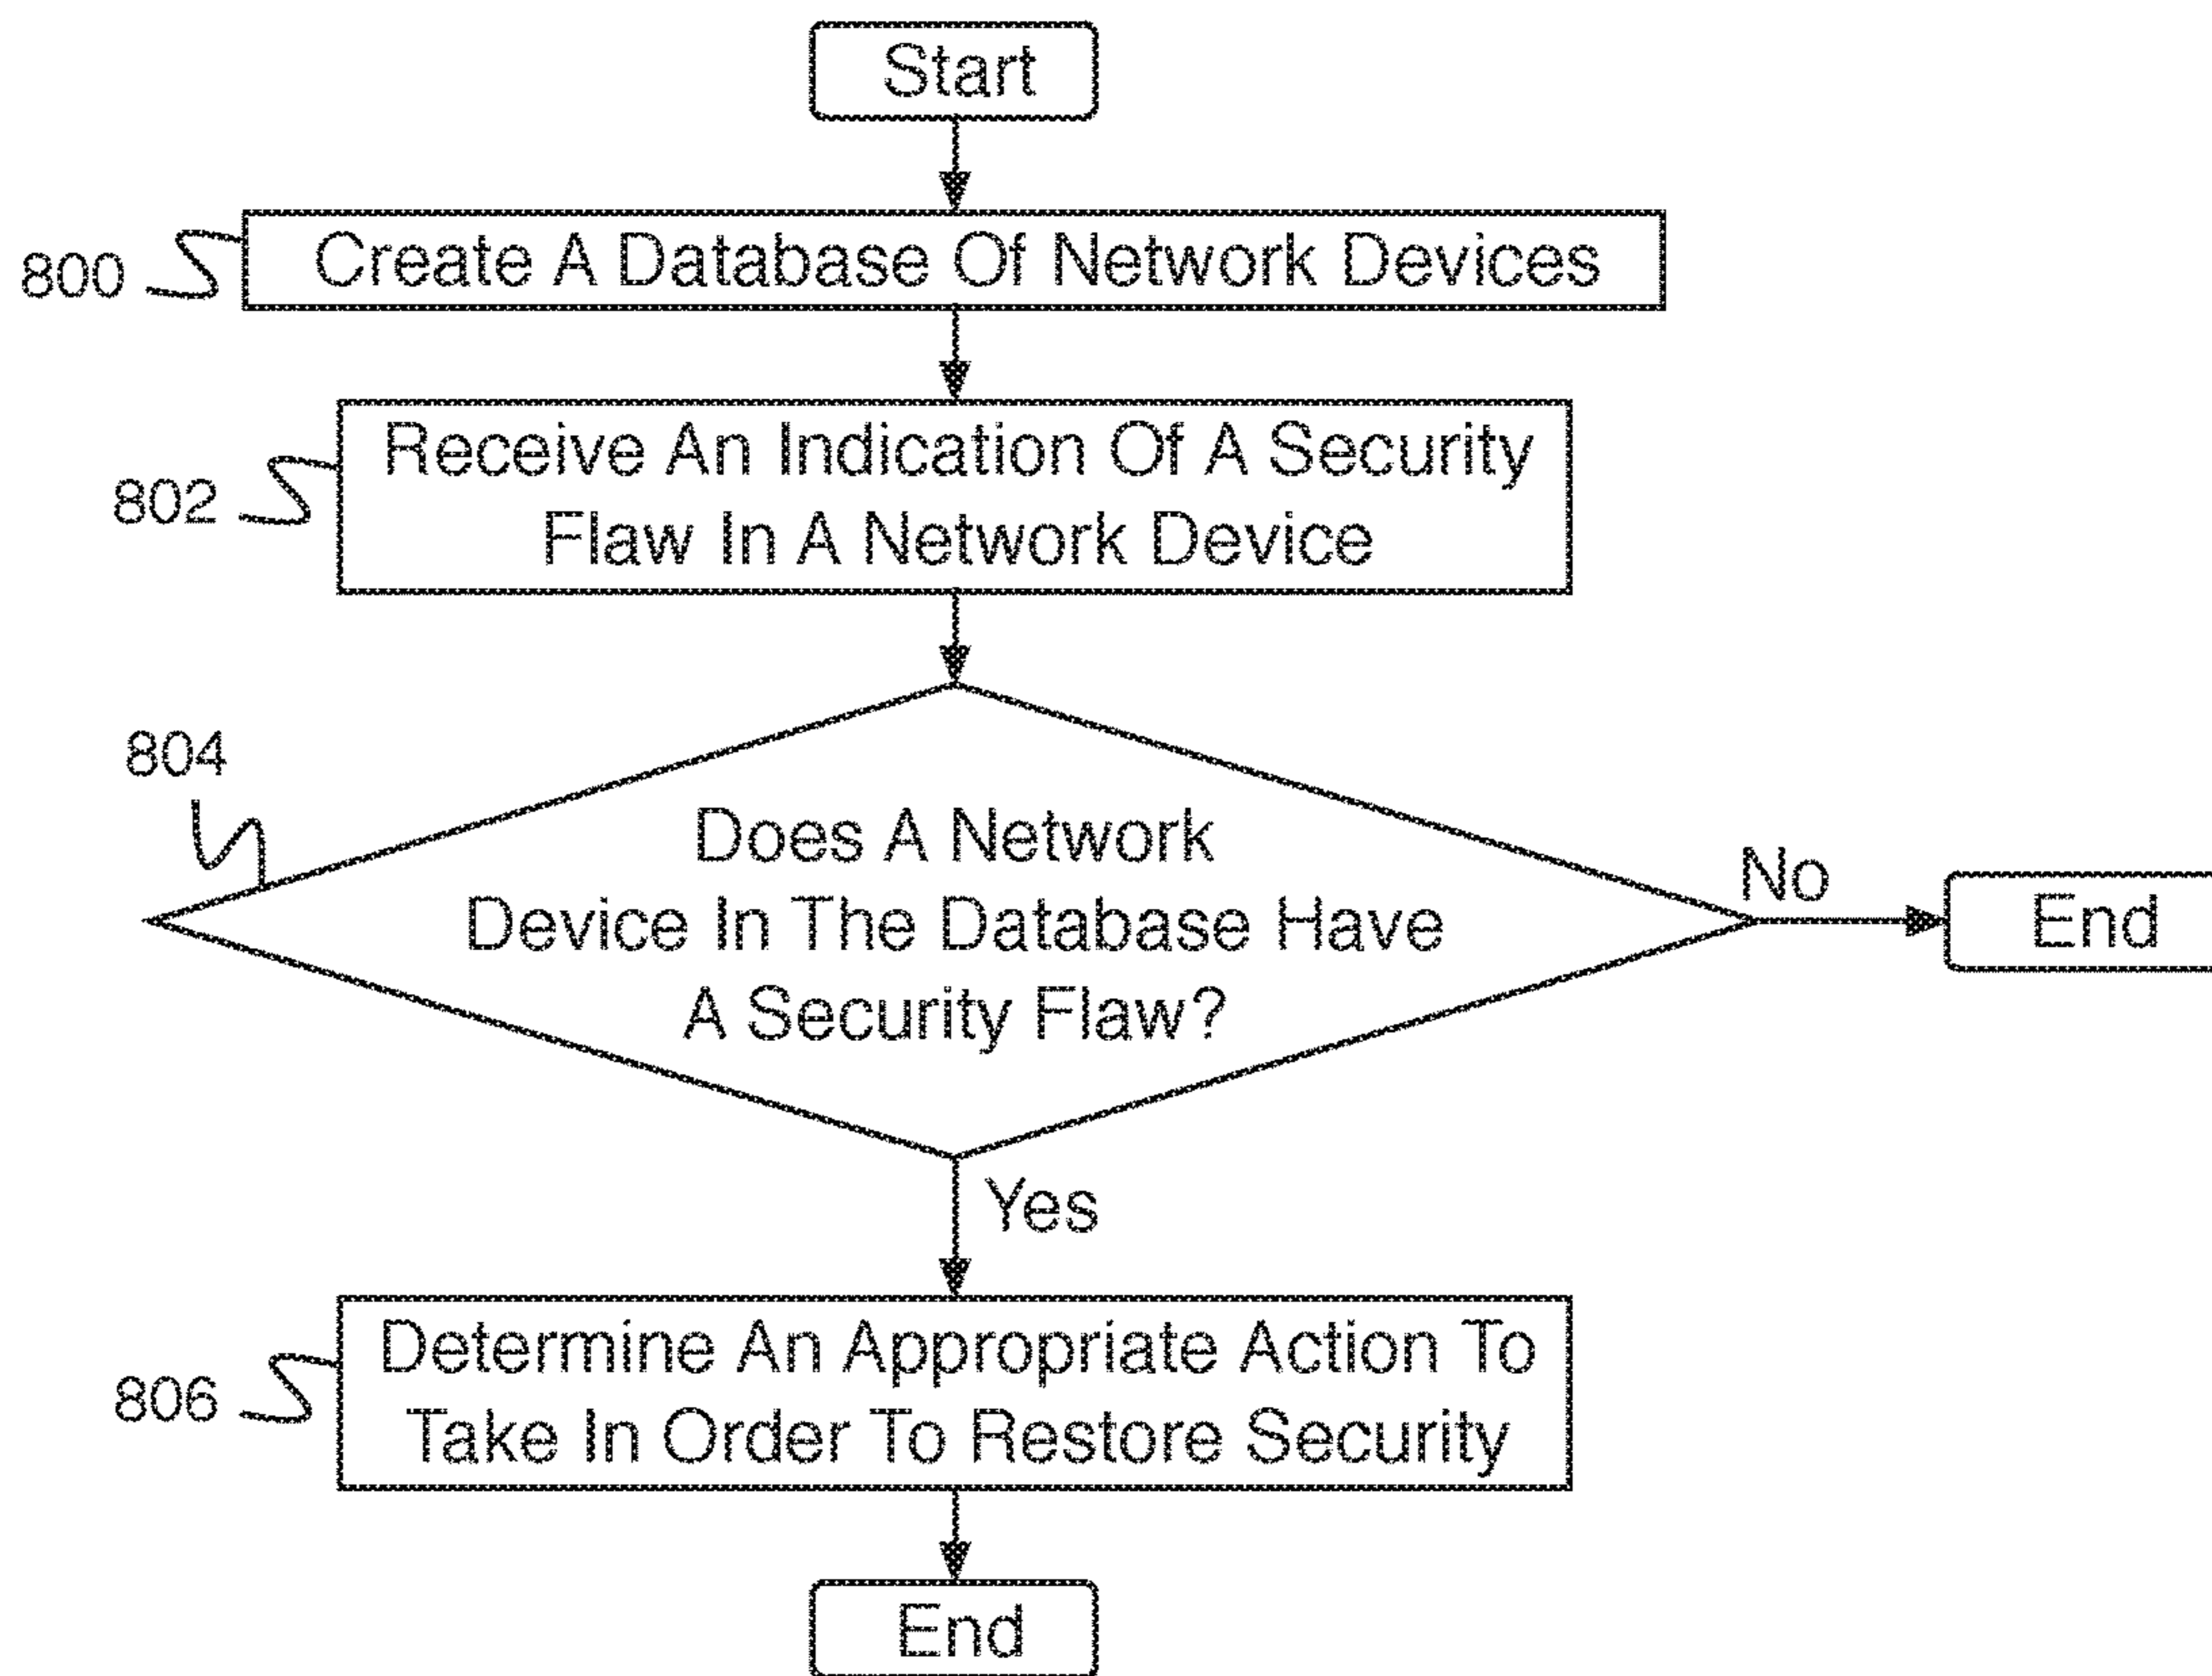 Start
800
Create A Database Of Network Devices
802
Receive An Indication Of A Security
Flaw In A Network Device
804
Does A Network
Device In The Database Have
A Security Flaw?
No
End
Yes
806
Determine An Appropriate Action To
Take In Order To Restore Security
End